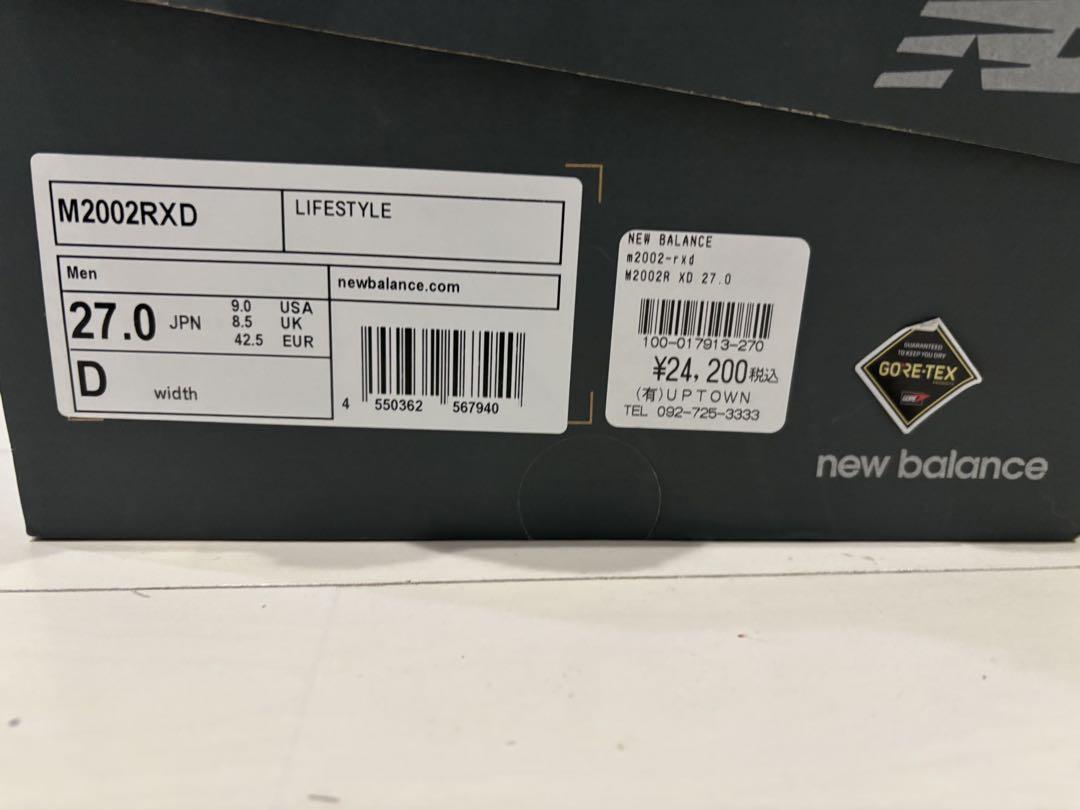 M2002RXD
LIFESTYLE
Men
newbalance.com
27.0 JPN
9.0 USA
8.5 UK
42.5 EUR
D width
4 550362 567940
NEW BALANCE
m2002-rxd
M2002R XD 27.0
100-017913-270
¥24,200税込
(有)UPTOWN
TEL 092-725-3333
GUARANTEED
TO KEEP YOU DRY
GORE-TEX
PRODUCTS
GORE
new balance